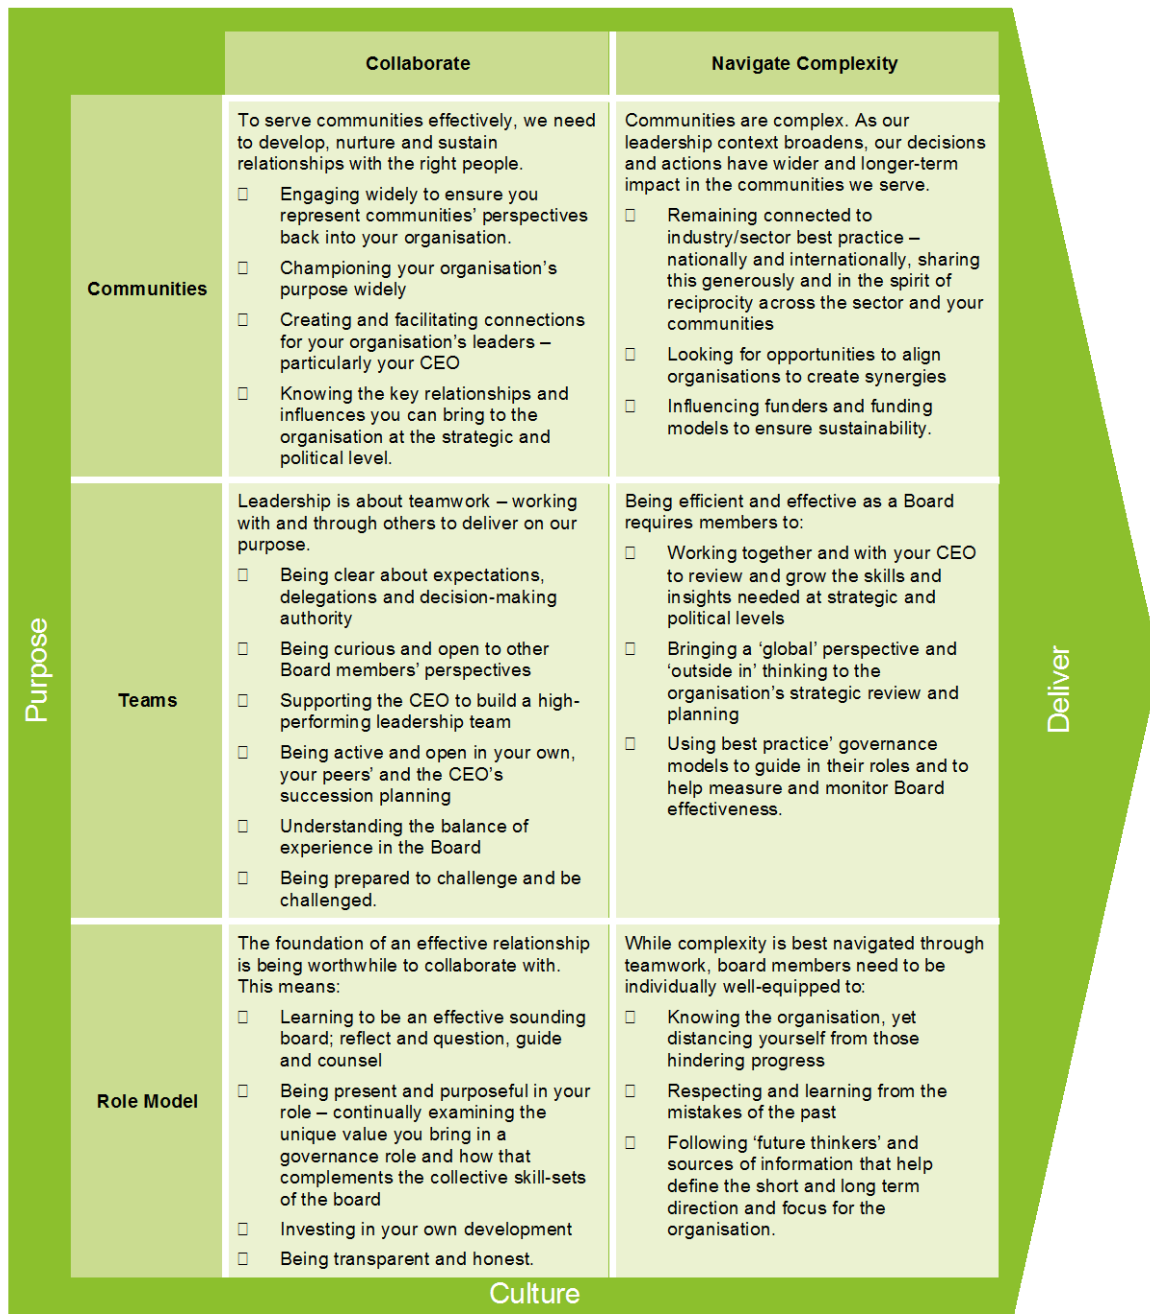 Collaborate
Navigate Complexity
Purpose
Communities
To serve communities effectively, we need
to develop, nurture and sustain
relationships with the right people.
Engaging widely to ensure you
represent communities’ perspectives
back into your organisation.
Championing your organisation’s
purpose widely
Creating and facilitating connections
for your organisation’s leaders –
particularly your CEO
Knowing the key relationships and
influences you can bring to the
organisation at the strategic and
political level.
Communities are complex. As our
leadership context broadens, our decisions
and actions have wider and longer-term
impact in the communities we serve.
Remaining connected to
industry/sector best practice –
nationally and internationally, sharing
this generously and in the spirit of
reciprocity across the sector and your
communities
Looking for opportunities to align
organisations to create synergies
Influencing funders and funding
models to ensure sustainability.
Teams
Leadership is about teamwork – working
with and through others to deliver on our
purpose.
Being clear about expectations,
delegations and decision-making
authority
Being curious and open to other
Board members’ perspectives
Supporting the CEO to build a high-
performing leadership team
Being active and open in your own,
your peers’ and the CEO’s
succession planning
Understanding the balance of
experience in the Board
Being prepared to challenge and be
challenged.
Being efficient and effective as a Board
requires members to:
Working together and with your CEO
to review and grow the skills and
insights needed at strategic and
political levels
Bringing a ‘global’ perspective and
‘outside in’ thinking to the
organisation’s strategic review and
planning
Using best practice’ governance
models to guide in their roles and to
help measure and monitor Board
effectiveness.
Role Model
The foundation of an effective relationship
is being worthwhile to collaborate with.
This means:
Learning to be an effective sounding
board; reflect and question, guide
and counsel
Being present and purposeful in your
role – continually examining the
unique value you bring in a
governance role and how that
complements the collective skill-sets
of the board
Investing in your own development
Being transparent and honest.
While complexity is best navigated through
teamwork, board members need to be
individually well-equipped to:
Knowing the organisation, yet
distancing yourself from those
hindering progress
Respecting and learning from the
mistakes of the past
Following ‘future thinkers’ and
sources of information that help
define the short and long term
direction and focus for the
organisation.
Deliver
Culture